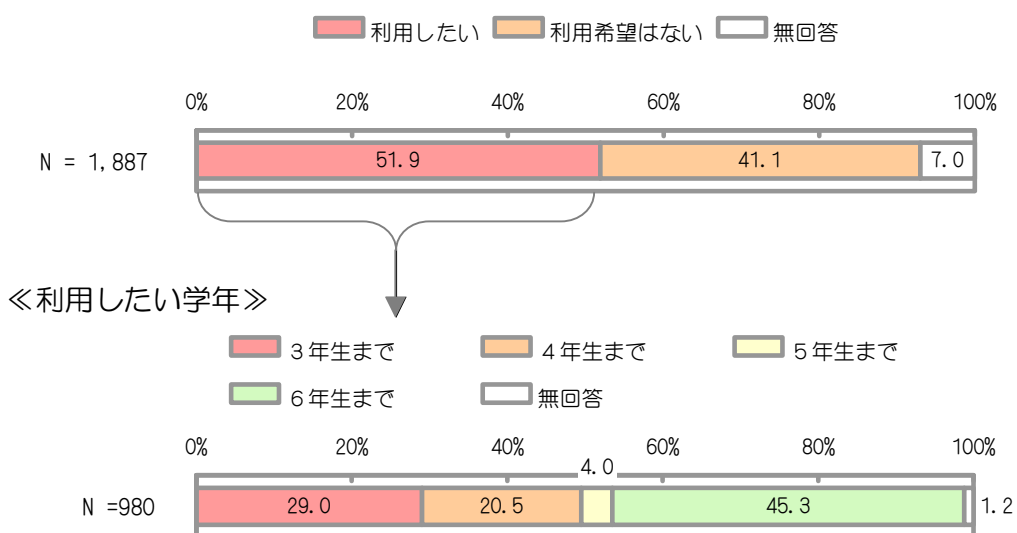 利用したい 利用希望はない 無回答
0% 20% 40% 60% 80% 100%
N = 1,887 51.9 41.1 7.0
≪利用したい学年≫
3年生まで 4年生まで 5年生まで
6年生まで 無回答
0% 20% 40% 60% 80% 100%
4.0
N =980 29.0 20.5 45.3 1.2